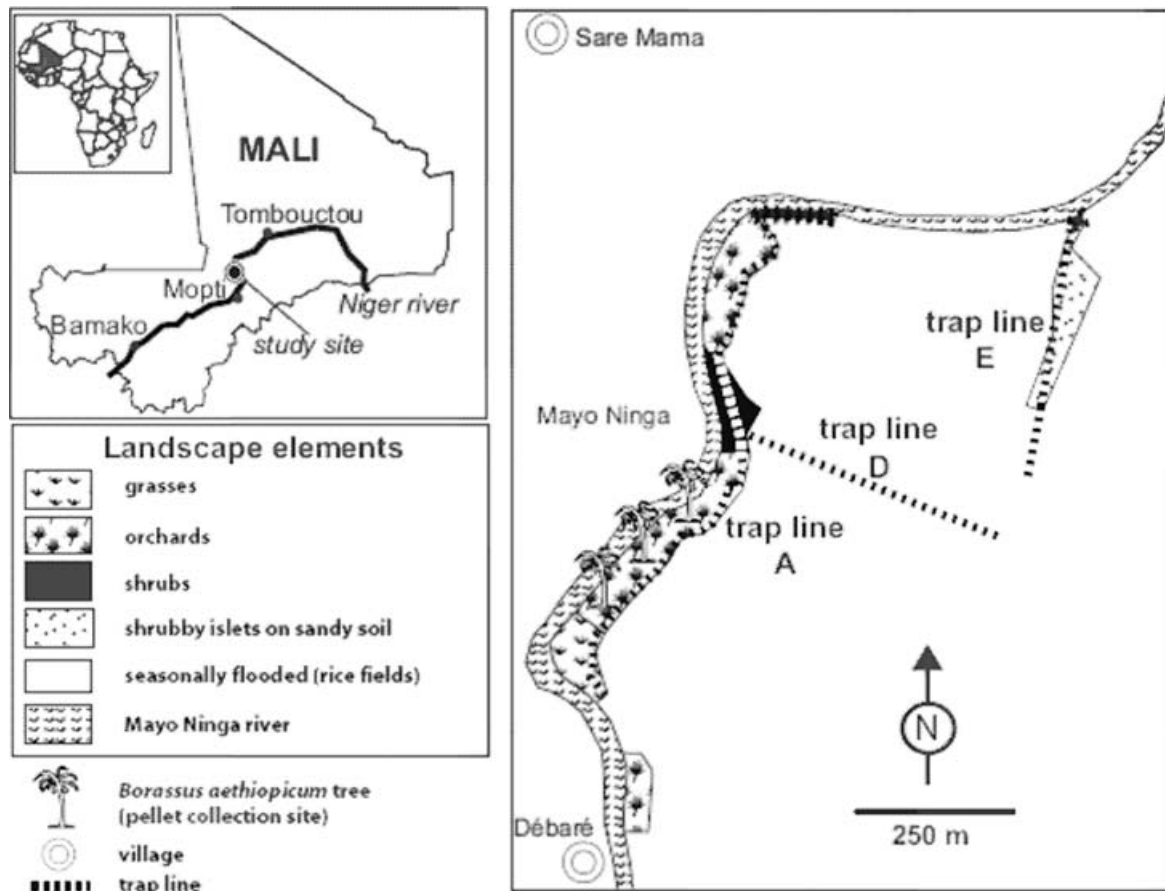 MALI
Tombouctou
Mopti
Niger river
Bamako
study site
Landscape elements
grasses
orchards
shrubs
shrubby islets on sandy soil
seasonally flooded (rice fields)
Mayo Ninga river
Borassus aethiopicum tree
(pellet collection site)
village
trap line
Sare Mama
trap line
E
Mayo Ninga
trap line
D
trap line
A
N
250 m
Débaré